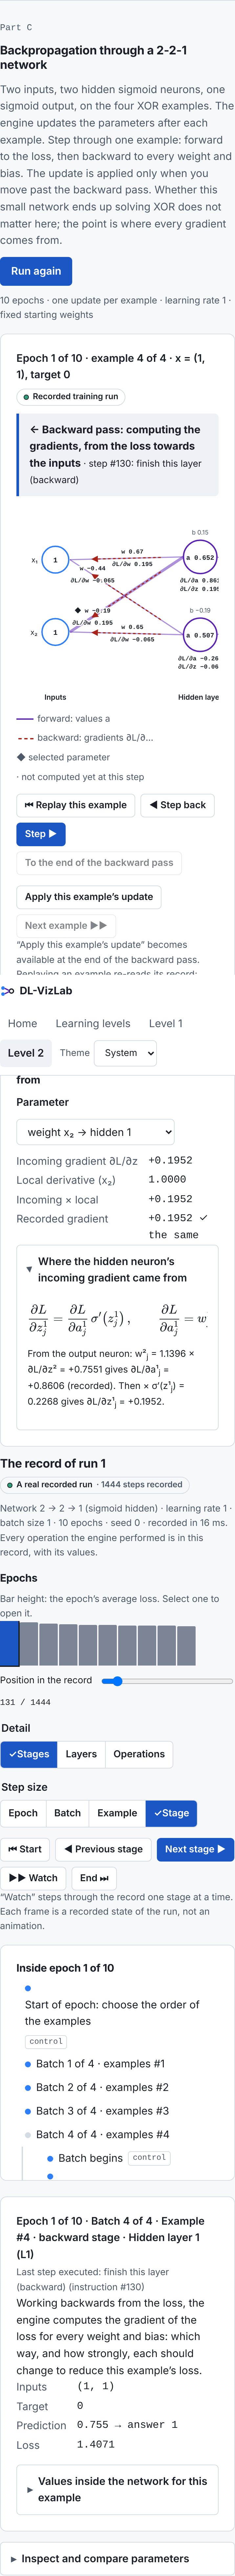 Part C
Backpropagation through a 2-2-1
network
Two inputs, two hidden sigmoid neurons, one
sigmoid output, on the four XOR examples. The
engine updates the parameters after each
example. Step through one example: forward
to the loss, then backward to every weight and
bias. The update is applied only when you
move past the backward pass. Whether this
small network ends up solving XOR does not
matter here; the point is where every gradient
comes from.
Run again
10 epochs · one update per example · learning rate 1 ·
fixed starting weights
Epoch 1 of 10 · example 4 of 4 · x = (1,
1), target 0
Recorded training run
← Backward pass: computing the
gradients, from the loss towards
the inputs · step #130: finish this layer
(backward)
b 0.15
w 0.67
x₁ 1
a 0.652
∂L/∂w 0.195
w −0.44
∂L/∂w −0.065
b −0.19
◆ w −0.19
∂L/∂w 0.195
w 0.65
x₂ 1
a 0.507
∂L/∂w −0.065
∂L/∂a −0.26
∂L/∂z −0.06
Inputs
Hidden laye
forward: values a
backward: gradients ∂L/∂…
◆ selected parameter
· not computed yet at this step
⏮ Replay this example
◀ Step back
Step ▶
To the end of the backward pass
Apply this example’s update
Next example ▶▶
“Apply this example’s update” becomes
available at the end of the backward pass.
DL-VizLab
Home
Learning levels
Level 1
Level 2
Theme
System
from
Parameter
weight x₂ → hidden 1
Incoming gradient ∂L/∂z +0.1952
Local derivative (x₂) 1.0000
Incoming × local +0.1952
Recorded gradient +0.1952 ✓
the same
▼ Where the hidden neuron’s
incoming gradient came from
∂L/∂z¹ⱼ = ∂L/∂a¹ⱼ σ′(z¹ⱼ), ∂L/∂a¹ⱼ = w
From the output neuron: w²ⱼ = 1.1396 ×
∂L/∂z² = +0.7551 gives ∂L/∂a¹ⱼ =
+0.8606 (recorded). Then × σ′(z¹ⱼ) =
0.2268 gives ∂L/∂z¹ⱼ = +0.1952.
The record of run 1
A real recorded run · 1444 steps recorded
Network 2 → 2 → 1 (sigmoid hidden) · learning rate 1 ·
batch size 1 · 10 epochs · seed 0 · recorded in 16 ms.
Every operation the engine performed is in this
record, with its values.
Epochs
Bar height: the epoch’s average loss. Select one to
open it.
Position in the record
131 / 1444
Detail
✓Stages
Layers
Operations
Step size
Epoch
Batch
Example
✓Stage
⏮ Start
◀ Previous stage
Next stage ▶
▶▶ Watch
End ⏭
“Watch” steps through the record one stage at a time.
Each frame is a recorded state of the run, not an
animation.
Inside epoch 1 of 10
Start of epoch: choose the order of
the examples
control
Batch 1 of 4 · examples #1
Batch 2 of 4 · examples #2
Batch 3 of 4 · examples #3
Batch 4 of 4 · examples #4
Batch begins control
Epoch 1 of 10 · Batch 4 of 4 · Example
#4 · backward stage · Hidden layer 1
(L1)
Last step executed: finish this layer
(backward) (instruction #130)
Working backwards from the loss, the
engine computes the gradient of the
loss for every weight and bias: which
way, and how strongly, each should
change to reduce this example’s loss.
Inputs (1, 1)
Target 0
Prediction 0.755 → answer 1
Loss 1.4071
▶ Values inside the network for this
example
▶ Inspect and compare parameters